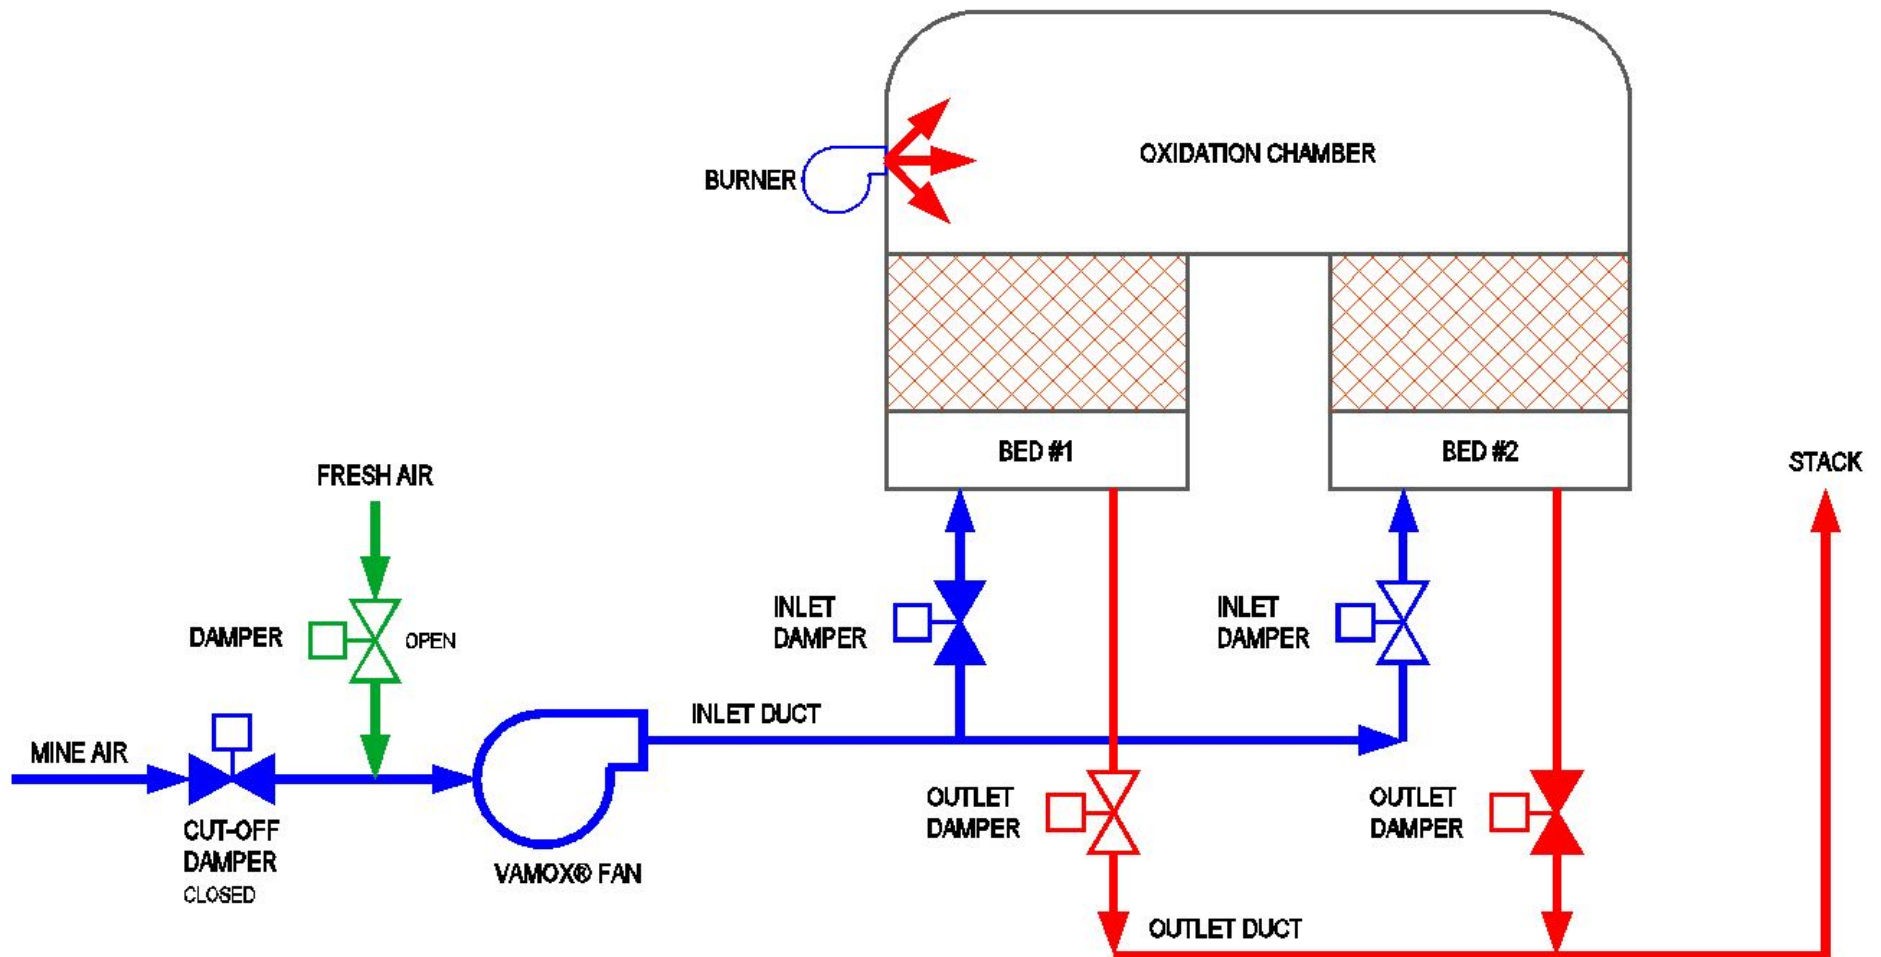 OXIDATION CHAMBER
BURNER
BED #1
BED #2
STACK
FRESH AIR
DAMPER
OPEN
INLET
DAMPER
INLET
DAMPER
INLET DUCT
MINE AIR
CUT-OFF
DAMPER
CLOSED
VAMOX® FAN
OUTLET
DAMPER
OUTLET
DAMPER
OUTLET DUCT